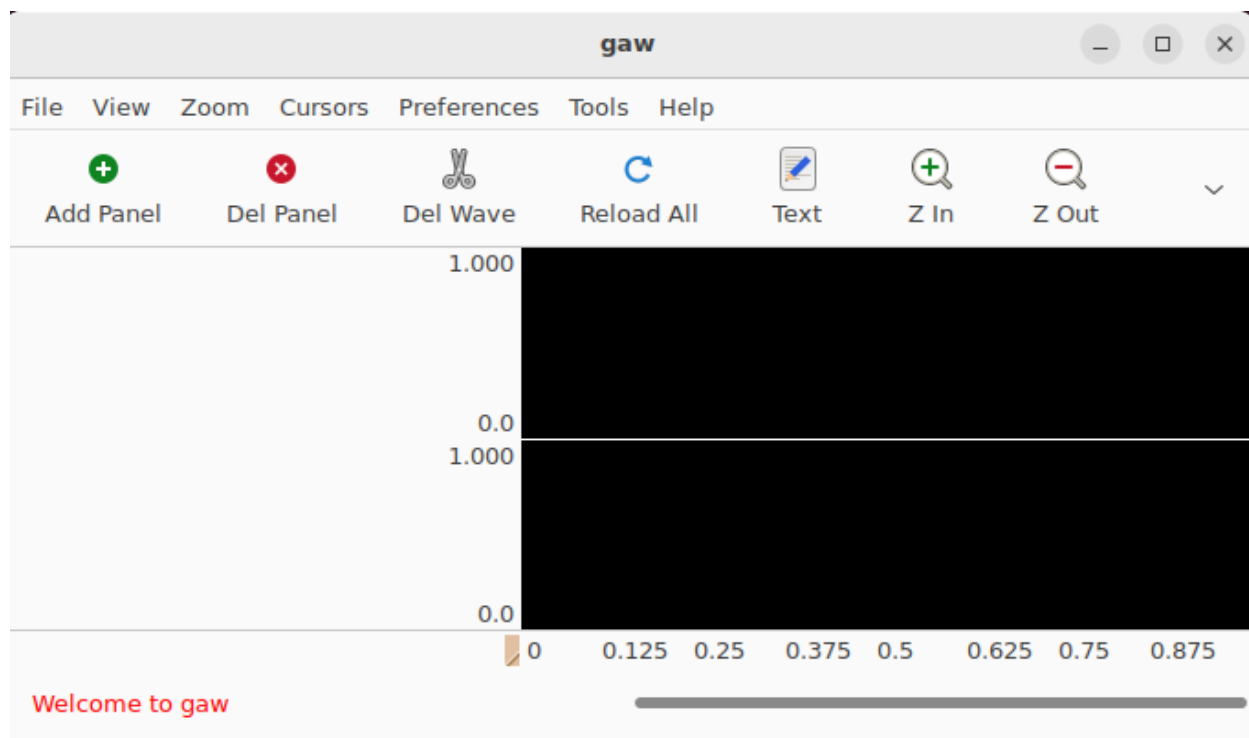 gaw
File View Zoom Cursors Preferences Tools Help
Add Panel Del Panel Del Wave Reload All Text Z In Z Out
1.000
0.0
1.000
0.0
0 0.125 0.25 0.375 0.5 0.625 0.75 0.875
Welcome to gaw